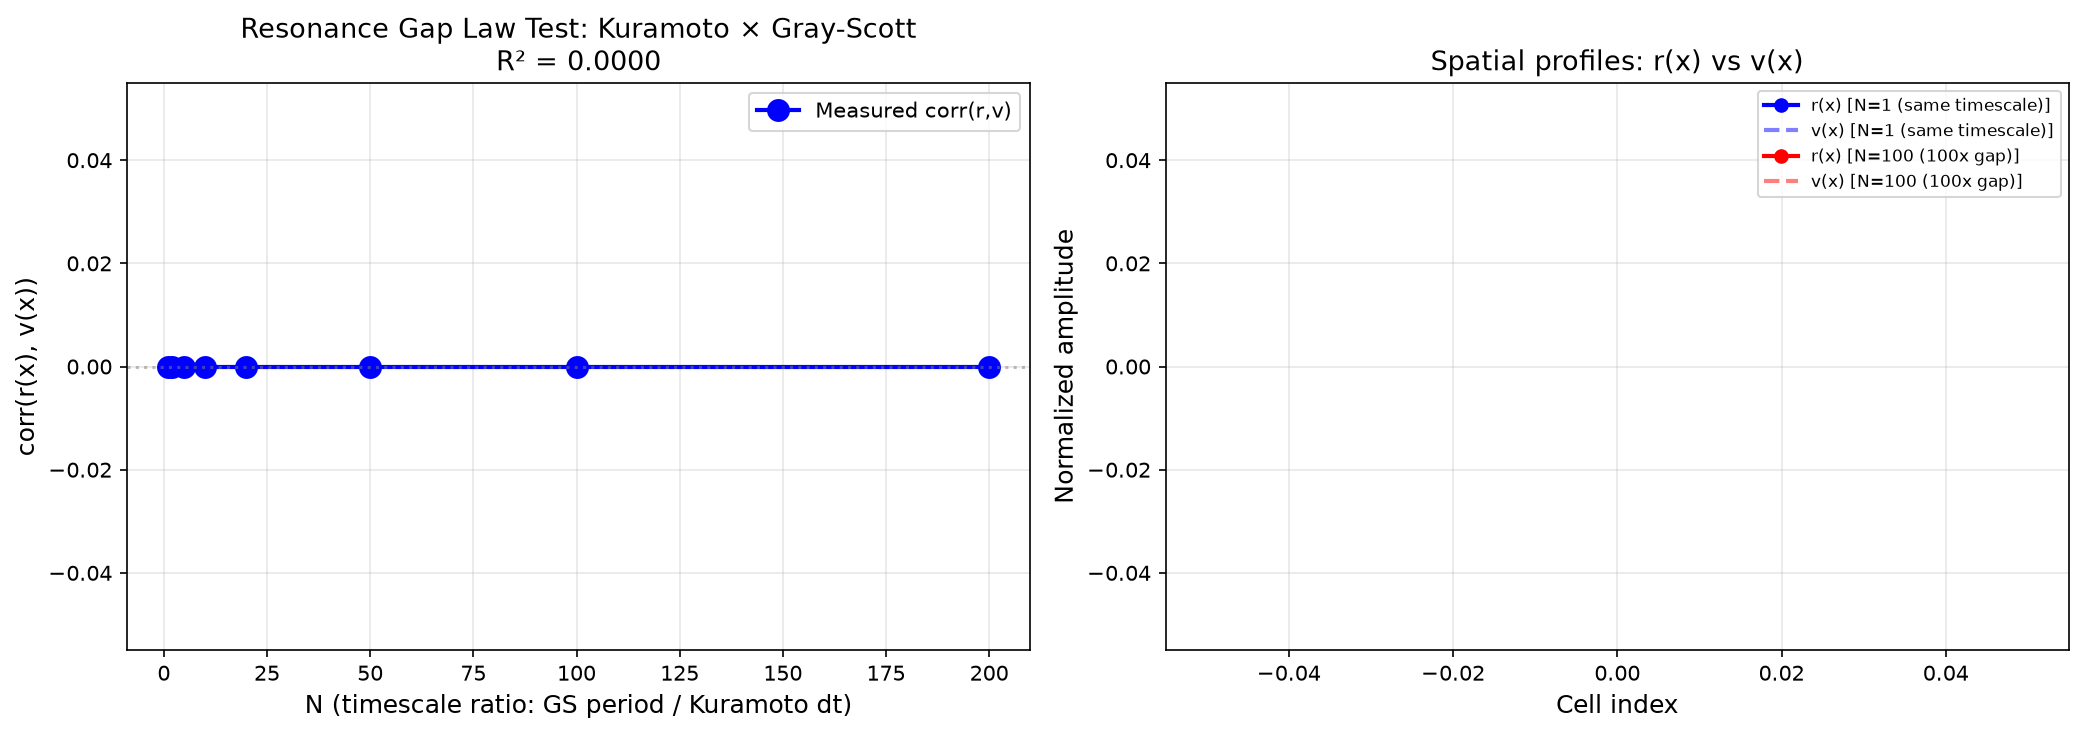 Resonance Gap Law Test: Kuramoto × Gray-Scott
R² = 0.0000
Measured corr(r,v)
corr(r(x), v(x))
0.04
0.02
0.00
−0.02
−0.04
0
25
50
75
100
125
150
175
200
N (timescale ratio: GS period / Kuramoto dt)
Spatial profiles: r(x) vs v(x)
r(x) [N=1 (same timescale)]
v(x) [N=1 (same timescale)]
r(x) [N=100 (100x gap)]
v(x) [N=100 (100x gap)]
Normalized amplitude
0.04
0.02
0.00
−0.02
−0.04
−0.04
−0.02
0.00
0.02
0.04
Cell index